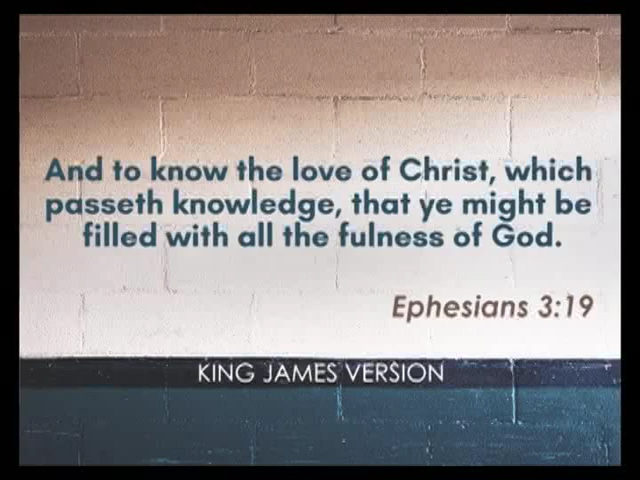 And to know the love of Christ, which
passeth knowledge, that ye might be
filled with all the fulness of God.
Ephesians 3:19
KING JAMES VERSION